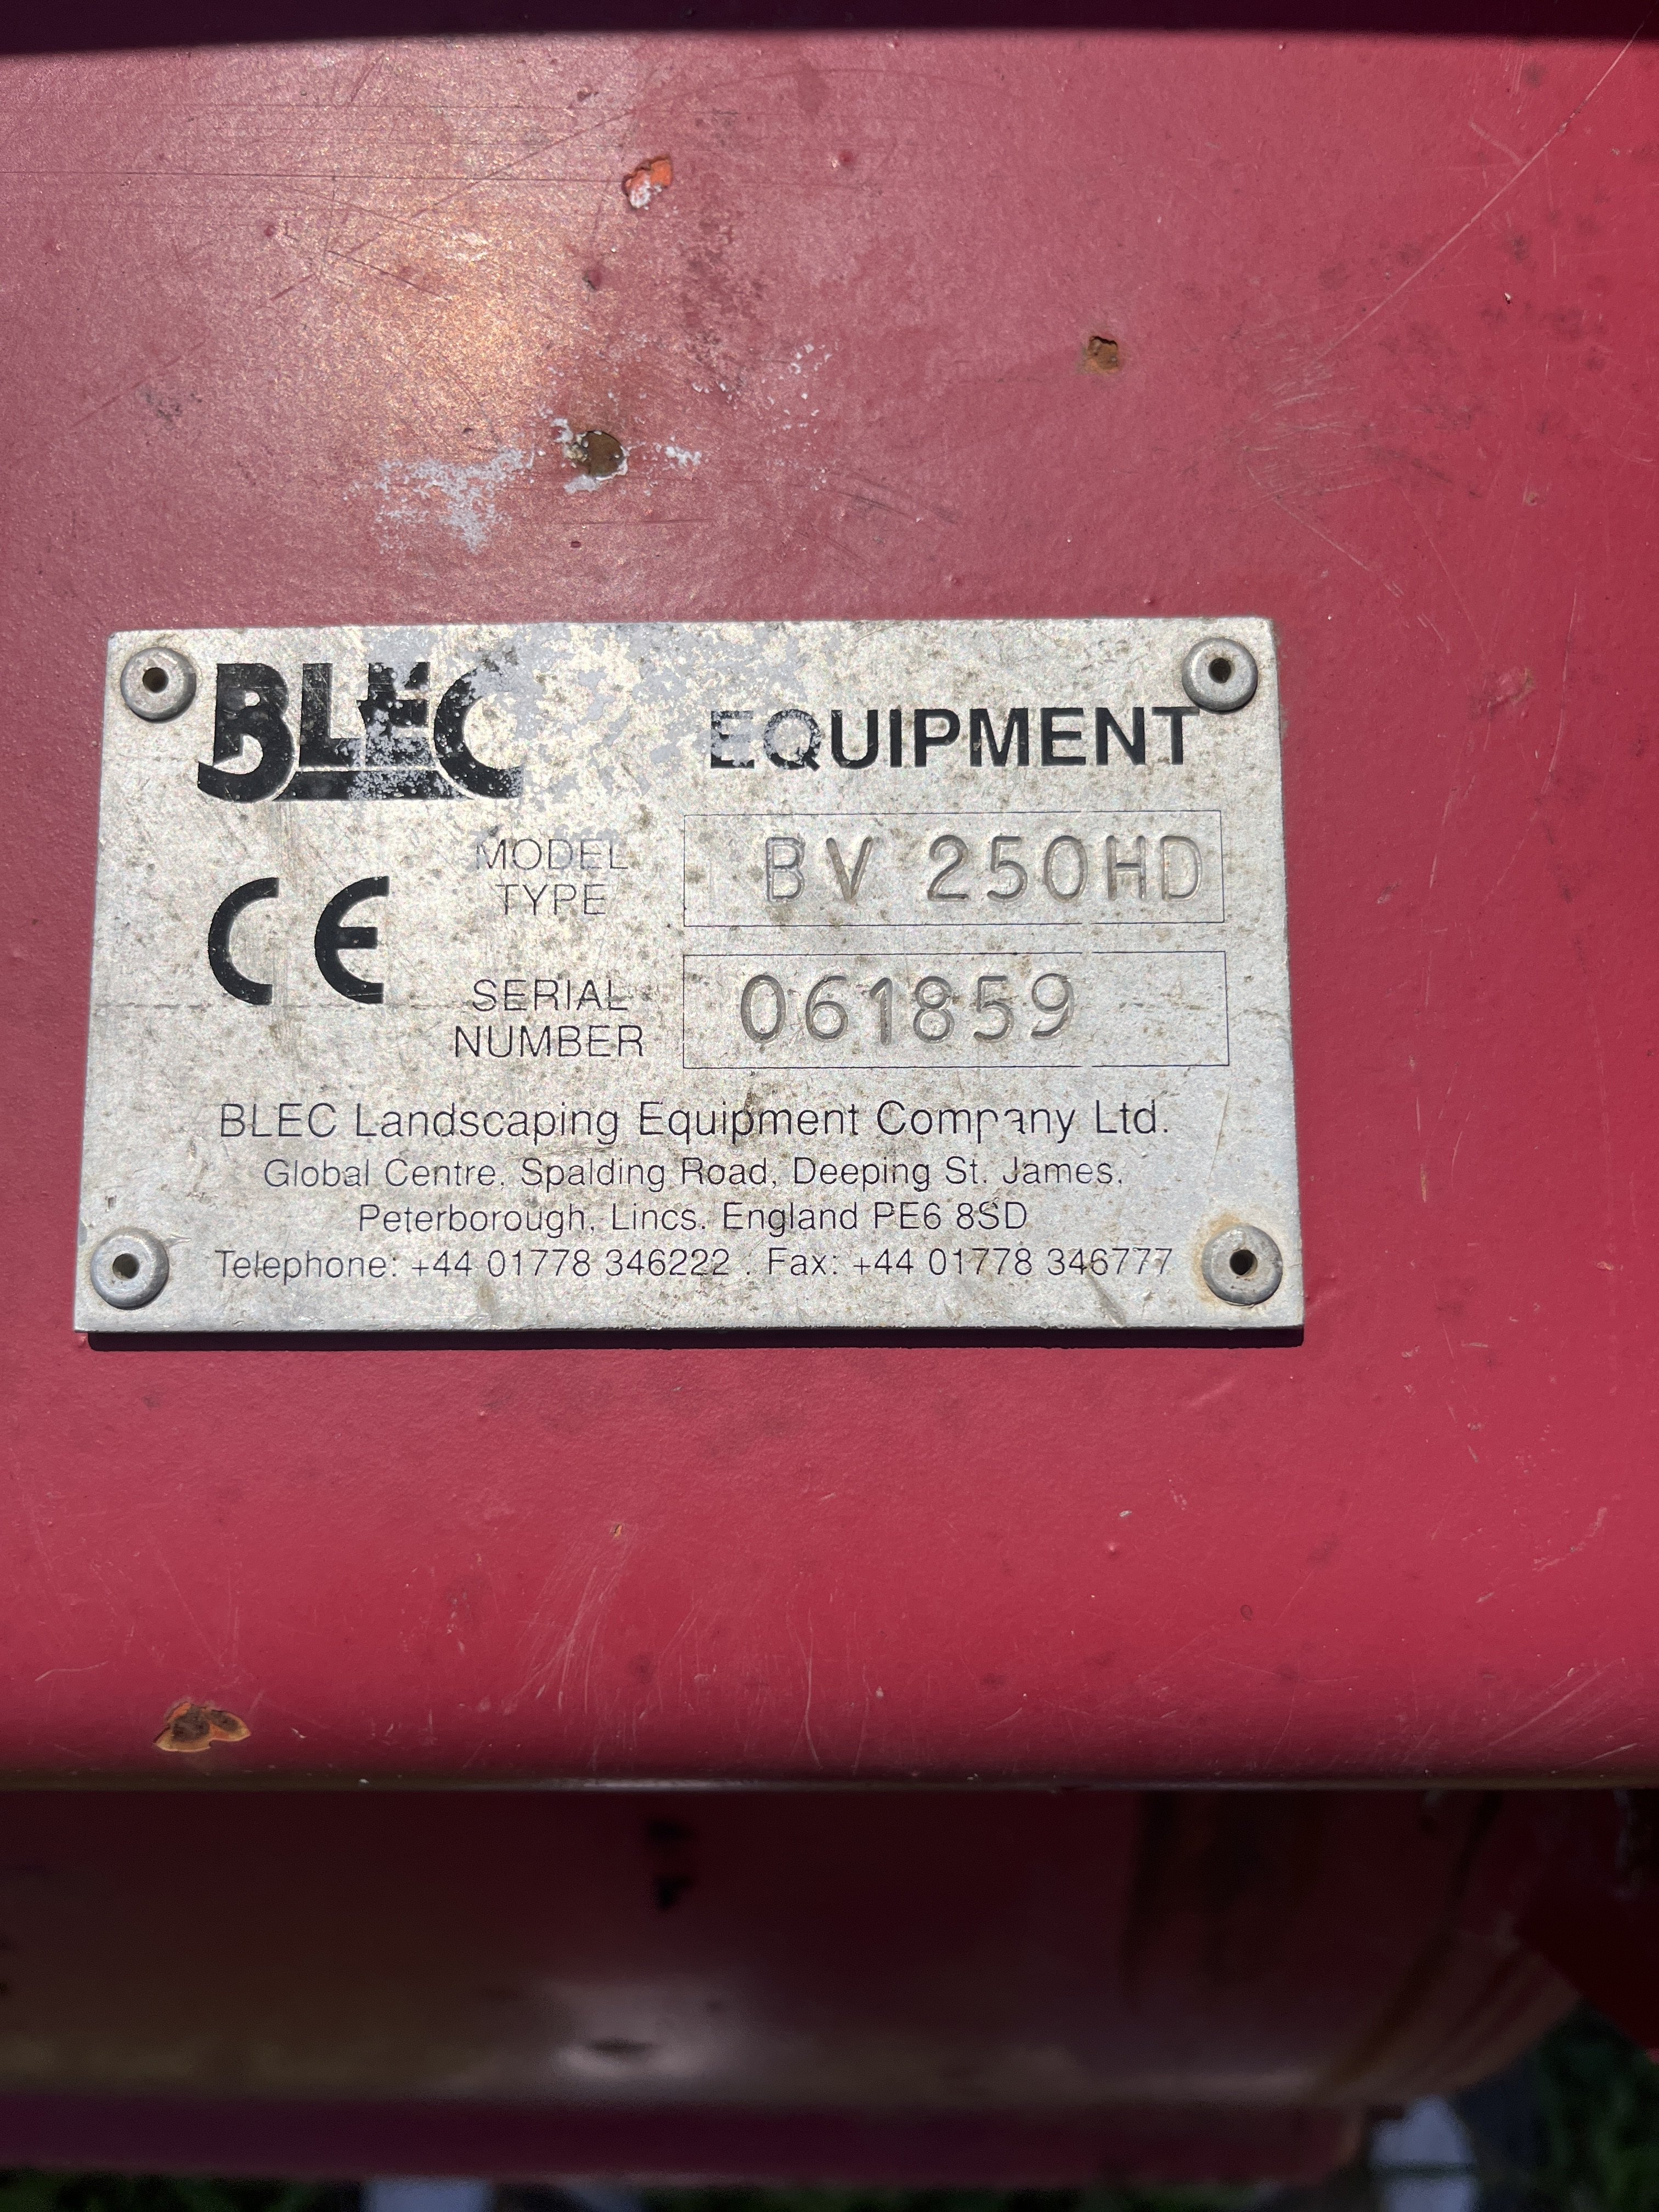 BLEC EQUIPMENT
MODEL TYPE BV 250HD
CE
SERIAL NUMBER 061859
BLEC Landscaping Equipment Company Ltd.
Global Centre, Spalding Road, Deeping St. James,
Peterborough, Lincs. England PE6 8SD
Telephone: +44 01778 346222 . Fax: +44 01778 346777